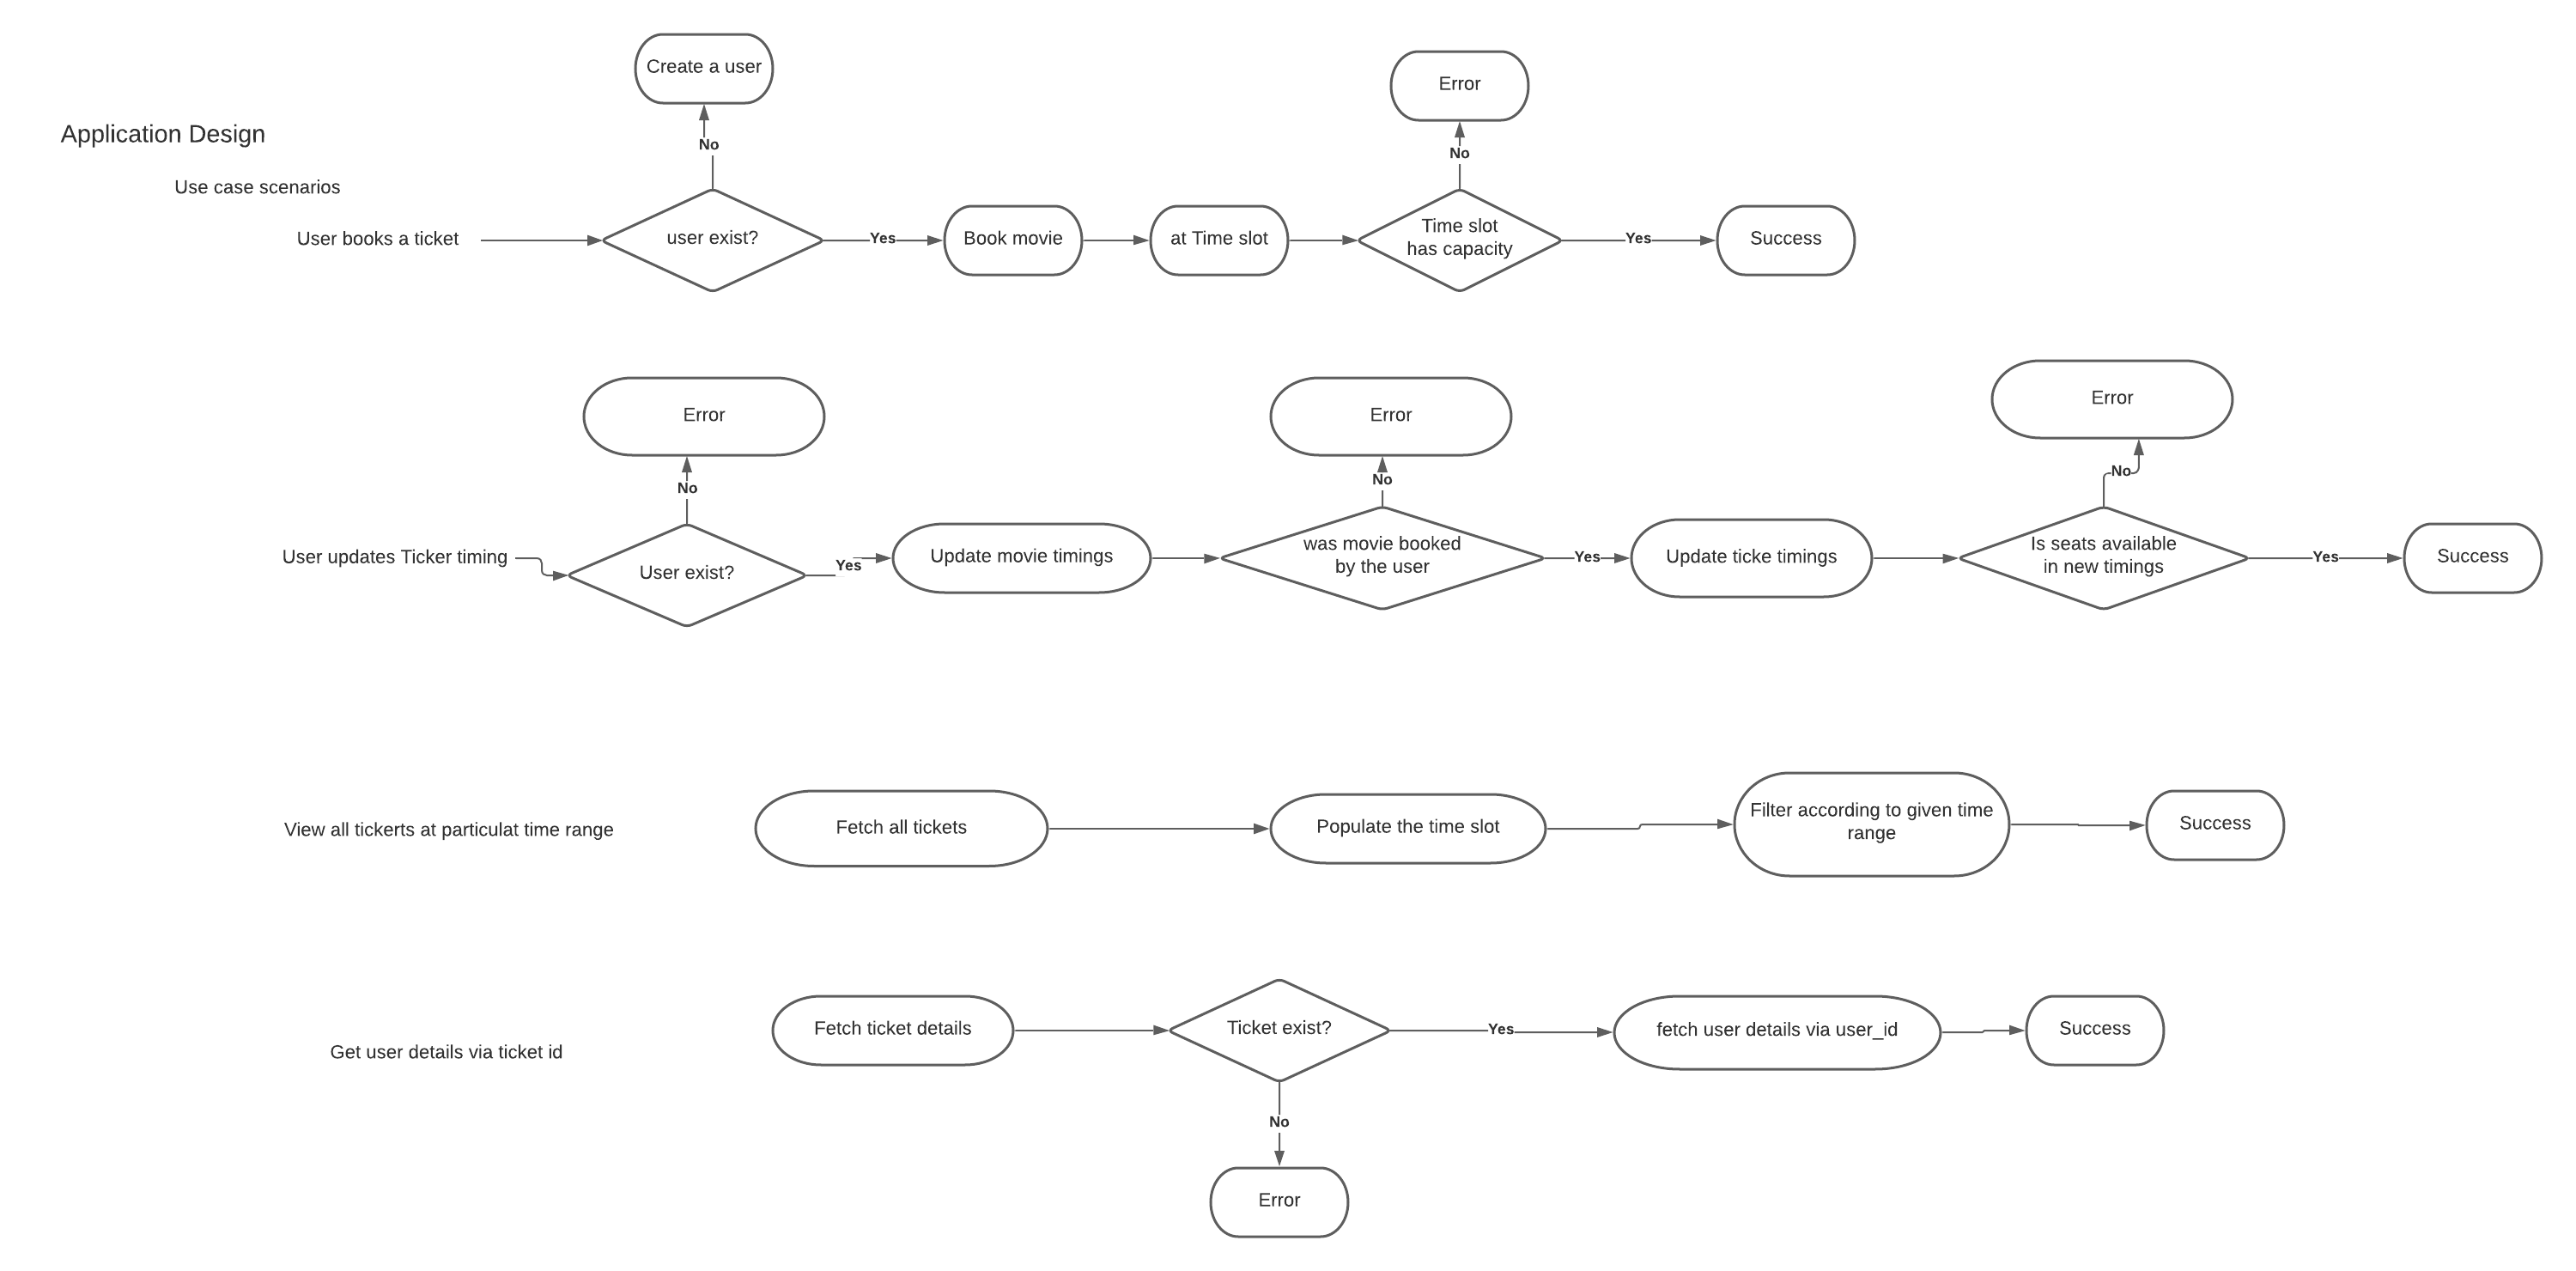 Application Design
Use case scenarios
Create a user
No
User books a ticket
user exist?
Yes
Book movie
at Time slot
Time slot
has capacity
No
Error
Yes
Success
User updates Ticker timing
User exist?
No
Error
Yes
Update movie timings
was movie booked
by the user
No
Error
Yes
Update ticke timings
Is seats available
in new timings
No
Error
Yes
Success
View all tickerts at particulat time range
Fetch all tickets
Populate the time slot
Filter according to given time
range
Success
Get user details via ticket id
Fetch ticket details
Ticket exist?
Yes
fetch user details via user_id
Success
No
Error